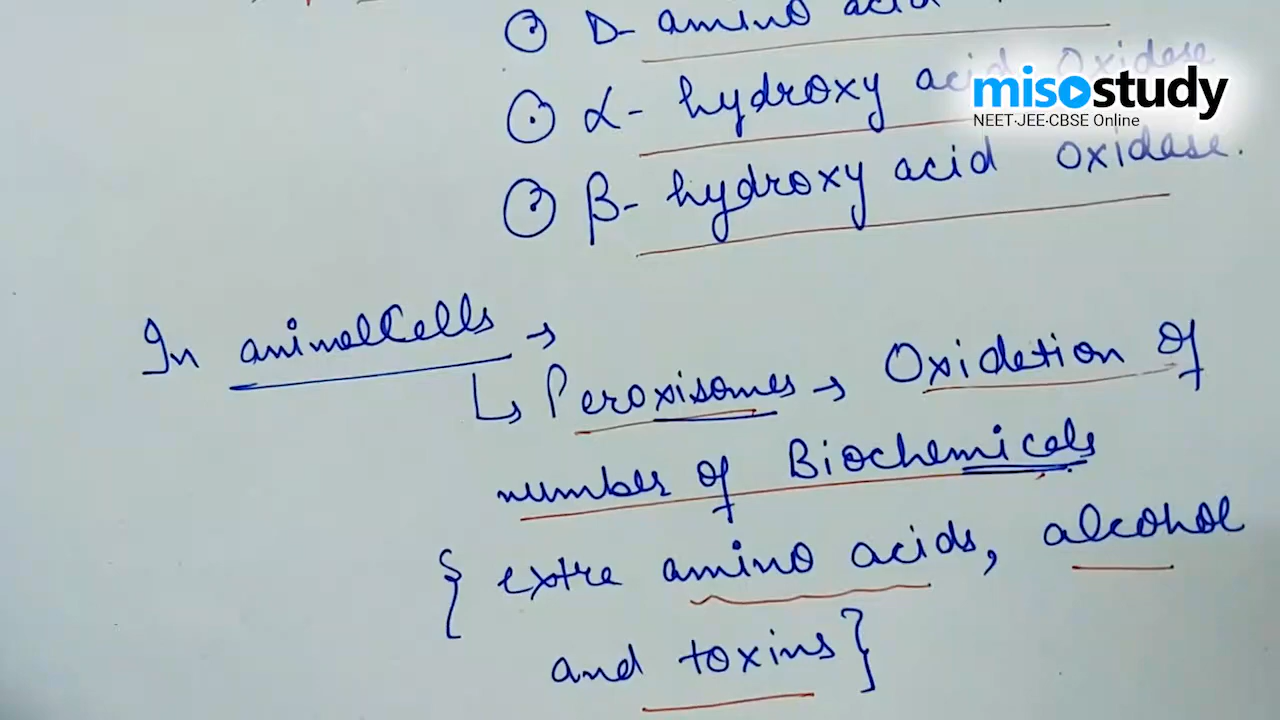 D- amino acid
α- hydroxy acid Oxidase
misostudy
NEET-JEE-CBSE Online
β- hydroxy acid Oxidase.
In animalCells →
↳ Peroxisomes → Oxidation of
number of Biochemicals
{ extra amino acids, alcohol
and toxins }